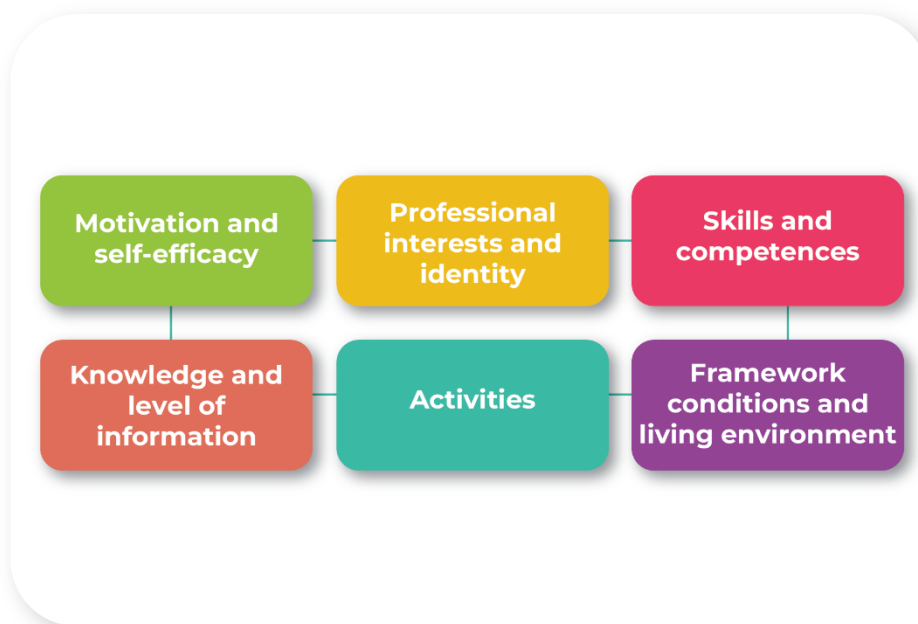 Motivation and
self-efficacy
Professional
interests and
identity
Skills and
competences
Knowledge and
level of
information
Activities
Framework
conditions and
living environment